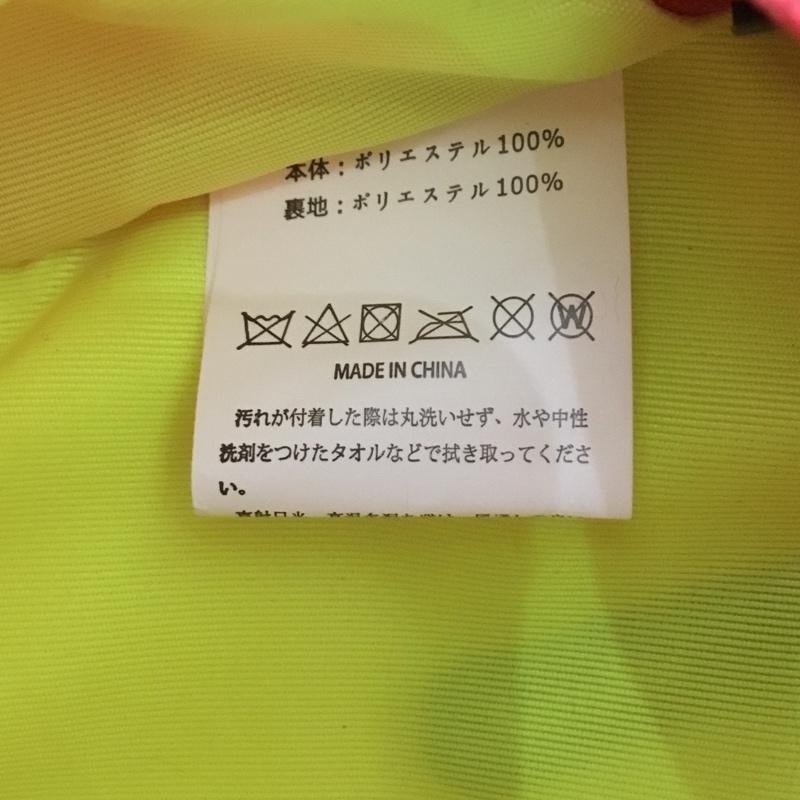 本体：ポリエステル100%
裏地：ポリエステル100%
W
MADE IN CHINA
汚れが付着した際は丸洗いせず、水や中性
洗剤をつけたタオルなどで拭き取ってくださ
い。